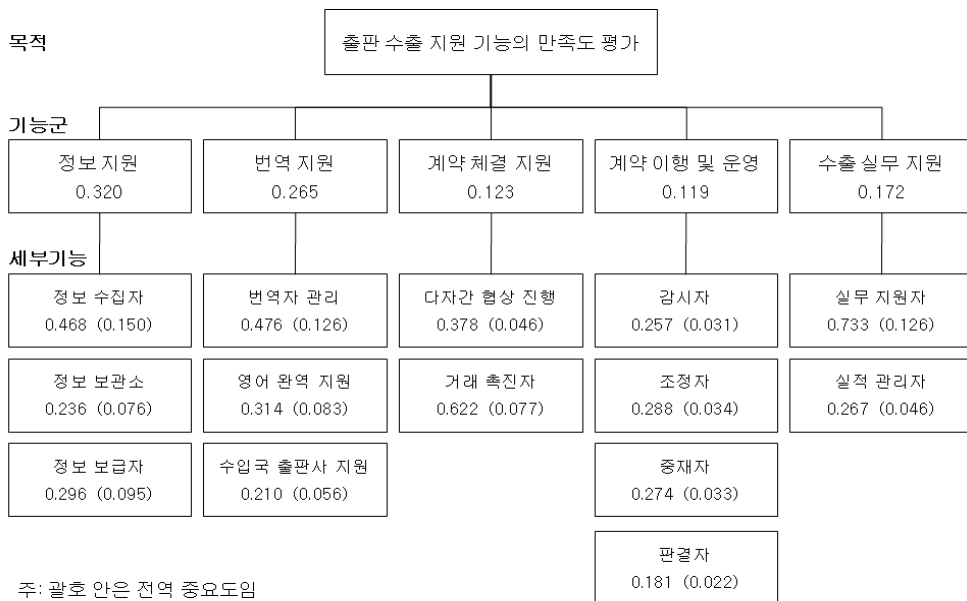 목적
출판 수출 지원 기능의 만족도 평가
기능군
정보 지원
0.320
번역 지원
0.265
계약 체결 지원
0.123
계약 이행 및 운영
0.119
수출 실무 지원
0.172
세부기능
정보 수집자
0.468 (0.150)
번역자 관리
0.476 (0.126)
다자간 협상 진행
0.378 (0.046)
감시자
0.257 (0.031)
실무 지원자
0.733 (0.126)
정보 보관소
0.236 (0.076)
영어 완역 지원
0.314 (0.083)
거래 촉진자
0.622 (0.077)
조정자
0.288 (0.034)
실적 관리자
0.267 (0.046)
정보 보급자
0.296 (0.095)
수입국 출판사 지원
0.210 (0.056)
중재자
0.274 (0.033)
판결자
0.181 (0.022)
주: 괄호 안은 전역 중요도임